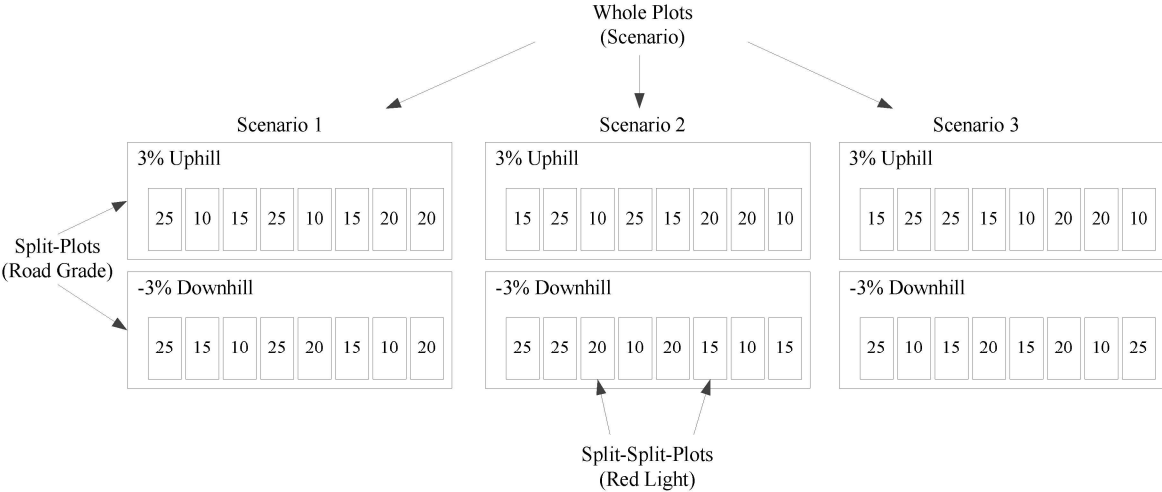 Whole Plots
(Scenario)
Scenario 1
Scenario 2
Scenario 3
3% Uphill
25 10 15 25 10 15 20 20
3% Uphill
15 25 10 25 15 20 20 10
3% Uphill
15 25 25 15 10 20 20 10
Split-Plots
(Road Grade)
-3% Downhill
25 15 10 25 20 15 10 20
-3% Downhill
25 25 20 10 20 15 10 15
-3% Downhill
25 10 15 20 15 20 10 25
Split-Split-Plots
(Red Light)